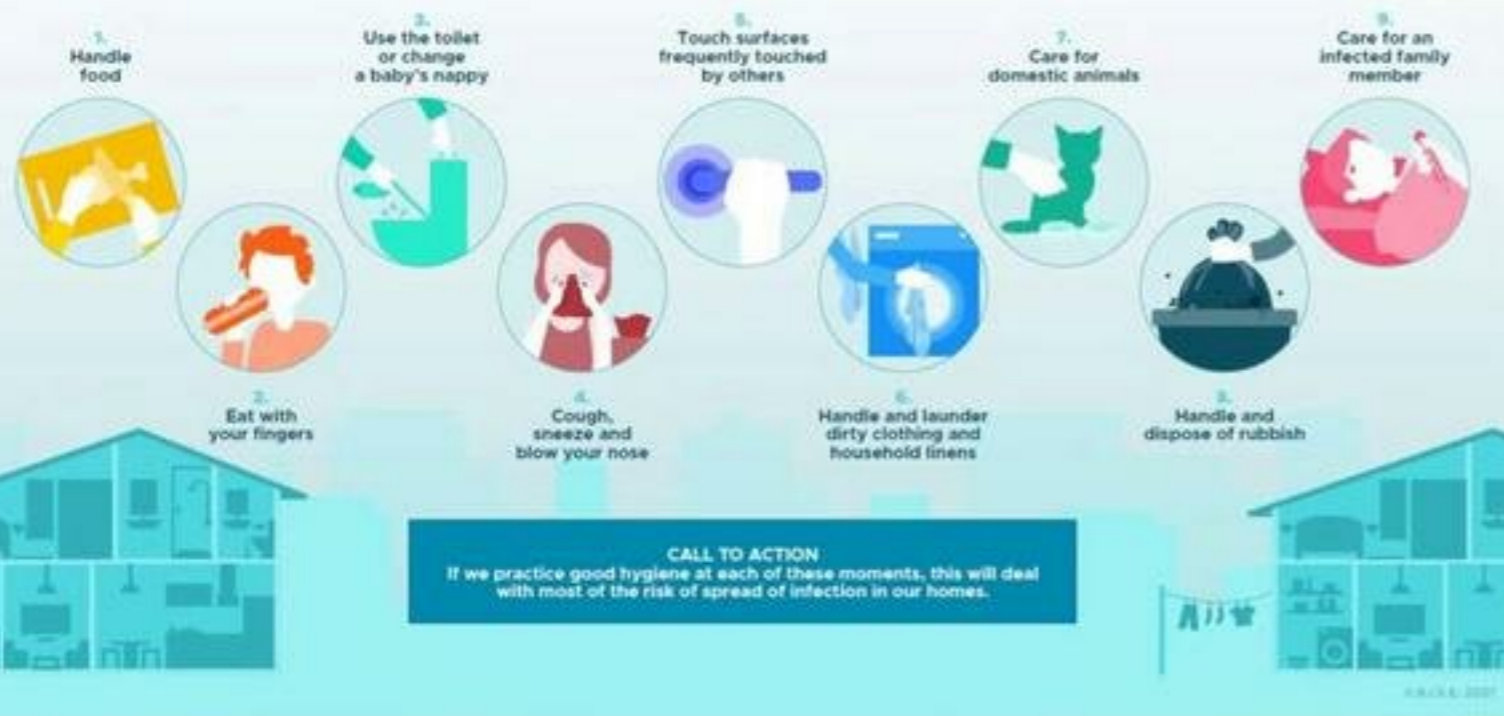 1.
Handle
food
2.
Eat with
your fingers
3.
Use the toilet
or change
a baby's nappy
4.
Cough,
sneeze and
blow your nose
5.
Touch surfaces
frequently touched
by others
6.
Handle and launder
dirty clothing and
household linens
7.
Care for
domestic animals
8.
Handle and
dispose of rubbish
9.
Care for an
infected family
member
CALL TO ACTION
If we practice good hygiene at each of these moments, this will deal
with most of the risk of spread of infection in our homes.